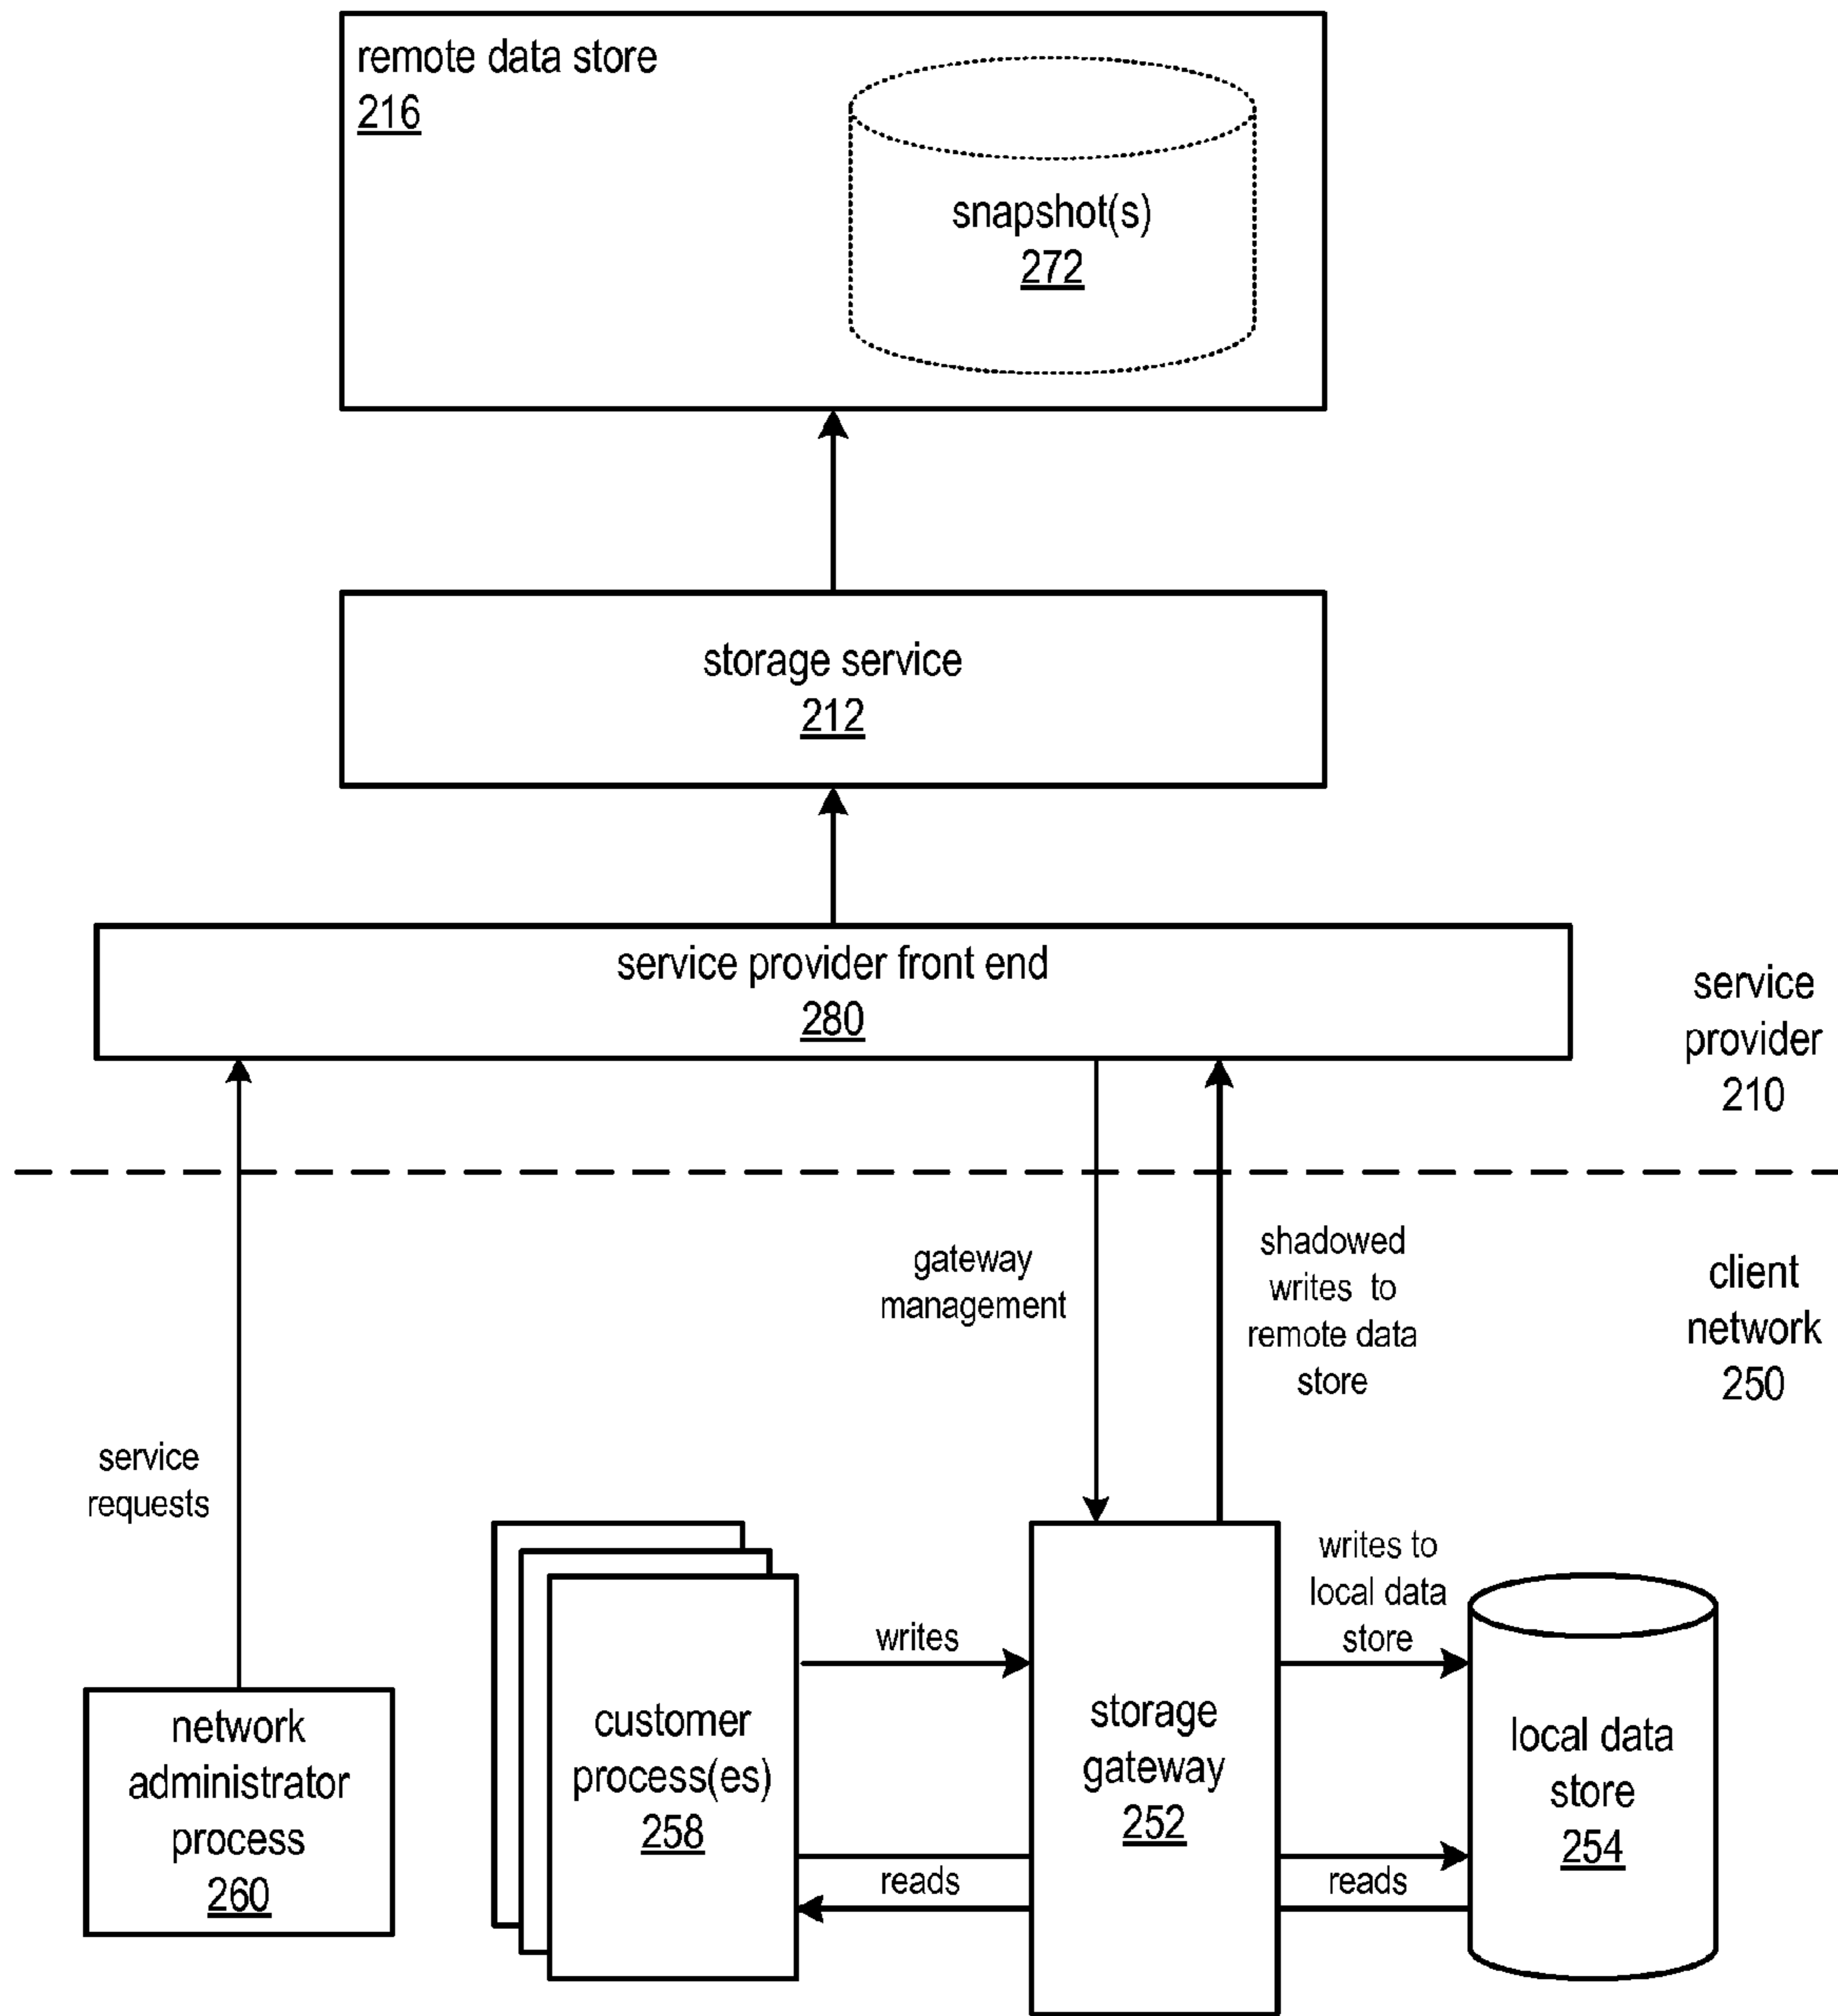 remote data store
216
snapshot(s)
272
storage service
212
service provider front end
280
service
provider
210
gateway
management
shadowed
writes to
remote data
store
client
network
250
service
requests
writes to
local data
store
writes
network
administrator
process
260
customer
process(es)
258
storage
gateway
252
local data
store
254
reads
reads